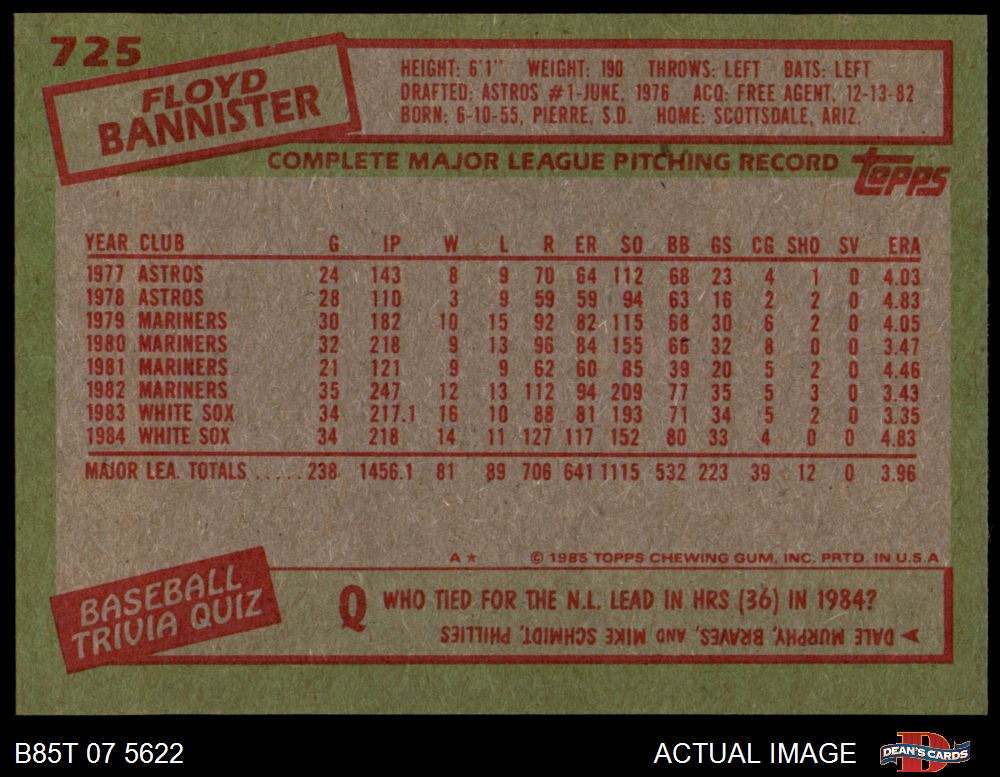 725
FLOYD
BANNISTER
HEIGHT: 6'1" WEIGHT: 190 THROWS: LEFT BATS: LEFT
DRAFTED: ASTROS #1-JUNE, 1976 ACQ: FREE AGENT, 12-13-82
BORN: 6-10-55, PIERRE, S.D. HOME: SCOTTSDALE, ARIZ.
COMPLETE MAJOR LEAGUE PITCHING RECORD
topps
YEAR CLUB G IP W L R ER SO BB GS CG SHO SV ERA
1977 ASTROS 24 143 8 9 70 64 112 68 23 4 1 0 4.03
1978 ASTROS 28 110 3 9 59 59 94 63 16 2 2 0 4.83
1979 MARINERS 30 182 10 15 92 82 115 68 30 6 2 0 4.05
1980 MARINERS 32 218 9 13 96 84 155 66 32 8 0 0 3.47
1981 MARINERS 21 121 9 9 62 60 85 39 20 5 2 0 4.46
1982 MARINERS 35 247 12 13 112 94 209 77 35 5 3 0 3.43
1983 WHITE SOX 34 217.1 16 10 88 81 193 71 34 5 2 0 3.35
1984 WHITE SOX 34 218 14 11 127 117 152 80 33 4 0 0 4.83
MAJOR LEA. TOTALS ..... 238 1456.1 81 89 706 641 1115 532 223 39 12 0 3.96
A★ © 1985 TOPPS CHEWING GUM, INC. PRTD. IN U.S.A
BASEBALL
TRIVIA QUIZ
Q WHO TIED FOR THE N.L. LEAD IN HRS (36) IN 1984?
DALE MURPHY, BRAVES, AND MIKE SCHMIDT, PHILLIES
B85T 07 5622
ACTUAL IMAGE
D
DEAN'S CARDS